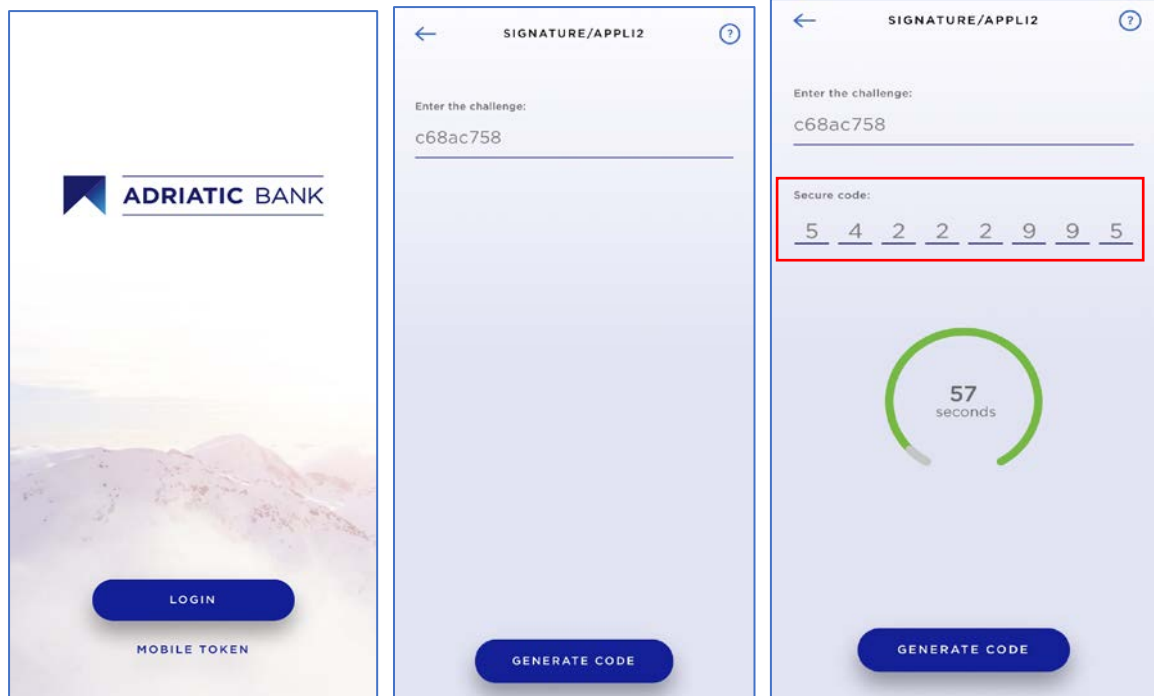 ADRIATIC BANK
LOGIN
MOBILE TOKEN
SIGNATURE/APPLI2
?
Enter the challenge:
c68ac758
GENERATE CODE
SIGNATURE/APPLI2
?
Enter the challenge:
c68ac758
Secure code:
5 4 2 2 2 9 9 5
57
seconds
GENERATE CODE